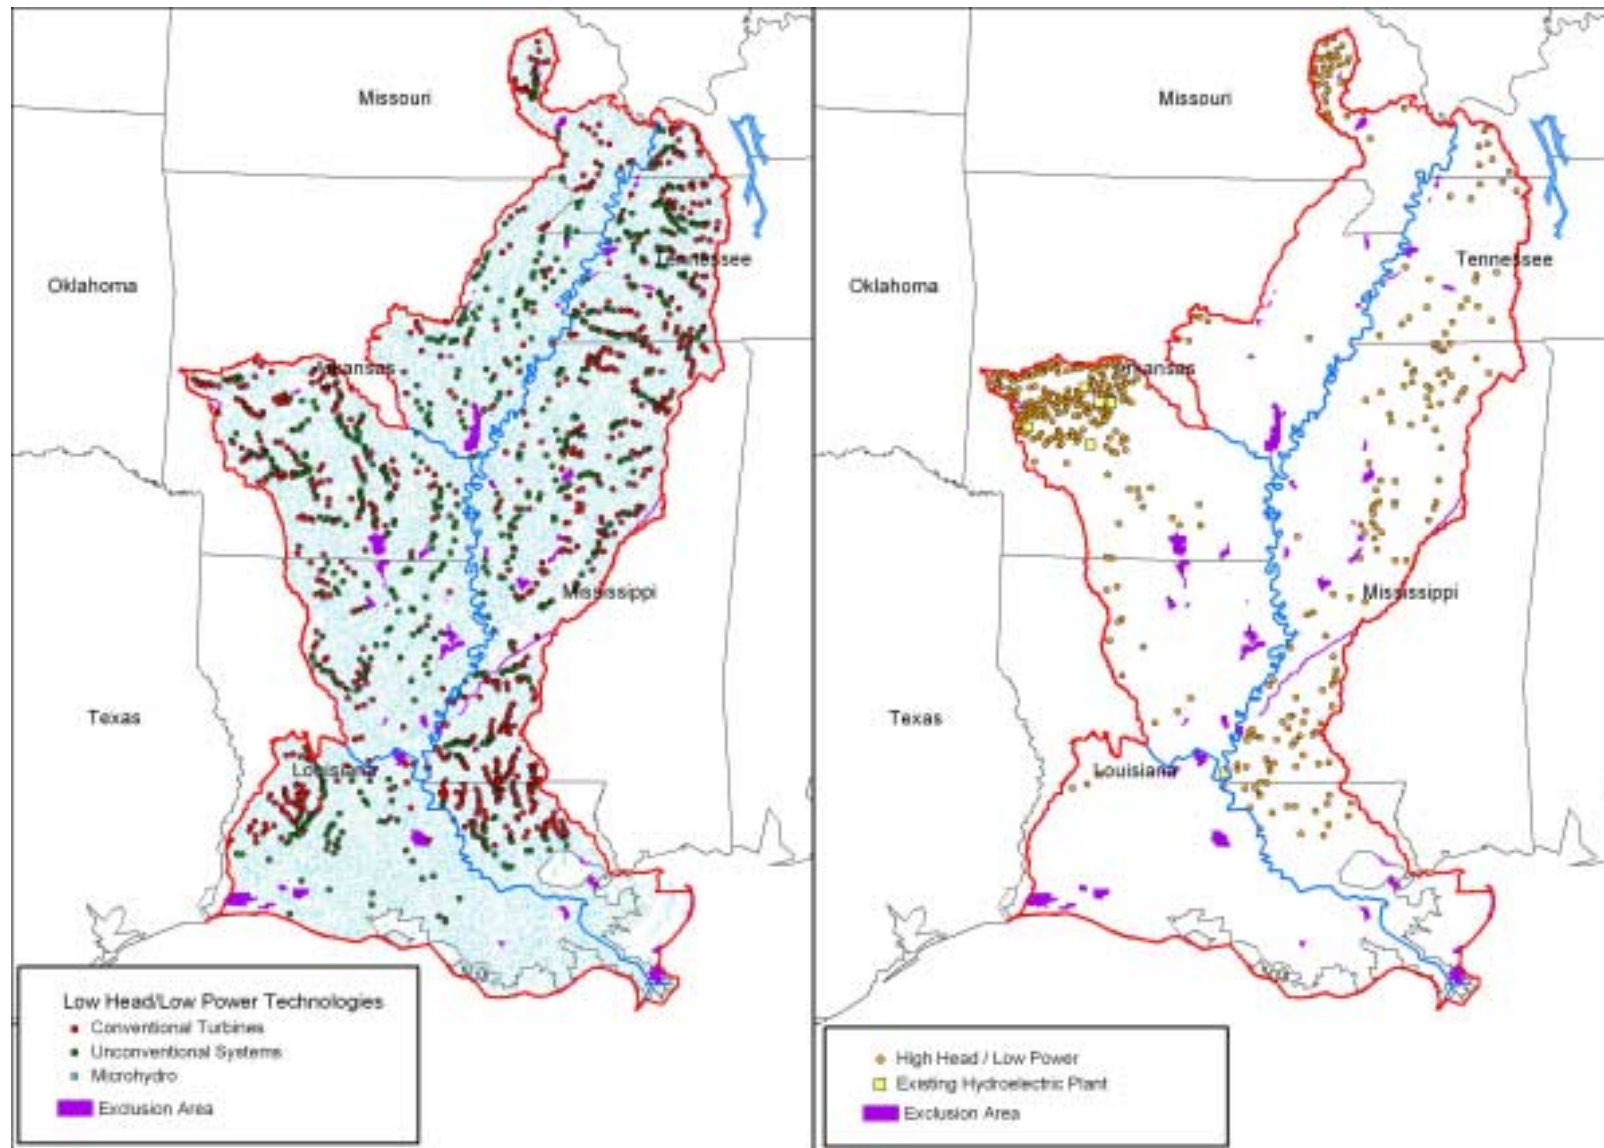 Missouri
Oklahoma
Tennessee
Arkansas
Mississippi
Texas
Louisiana
Low Head/Low Power Technologies
Conventional Turbines
Unconventional Systems
Microhydro
Exclusion Area
Missouri
Oklahoma
Tennessee
Arkansas
Mississippi
Texas
Louisiana
High Head / Low Power
Existing Hydroelectric Plant
Exclusion Area